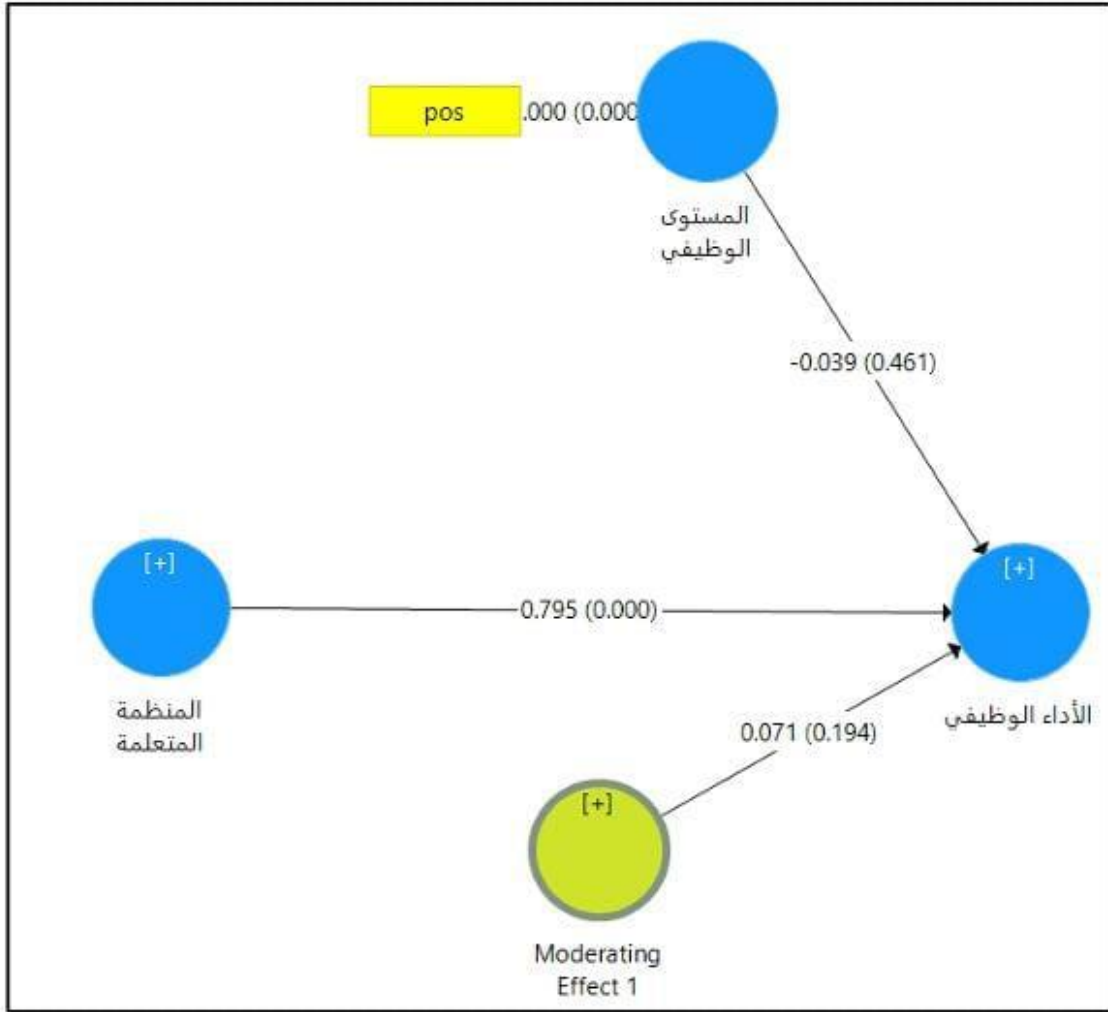 pos
.000 (0.000
المستوى
الوظيفي
-0.039 (0.461)
[+]
[+]
0.795 (0.000)
المنظمة
المتعلمة
الأداء الوظيفي
0.071 (0.194)
[+]
Moderating
Effect 1